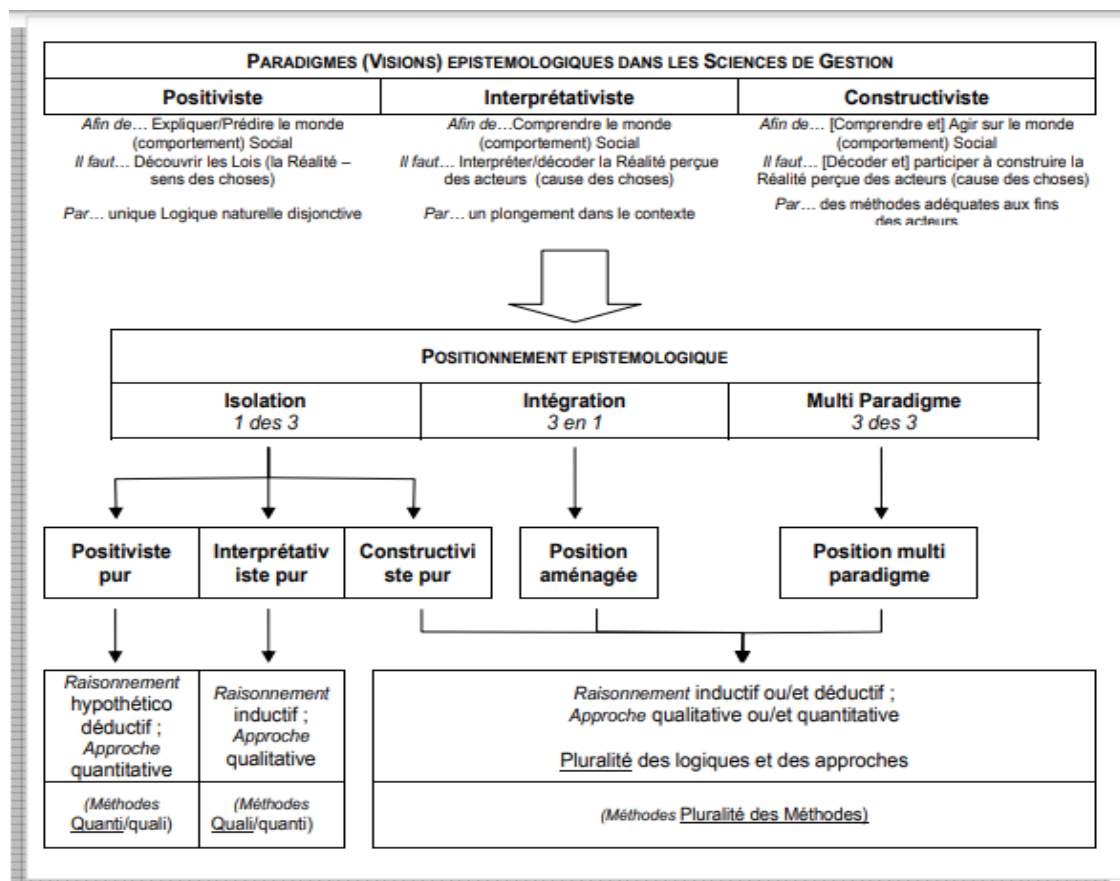 PARADIGMES (VISIONS) EPISTEMOLOGIQUES DANS LES SCIENCES DE GESTION
Positiviste
Interprétativiste
Constructiviste
Afin de… Expliquer/Prédire le monde
(comportement) Social
Il faut… Découvrir les Lois (la Réalité –
sens des choses)
Par… unique Logique naturelle disjonctive
Afin de…Comprendre le monde
(comportement) Social
Il faut… Interpréter/décoder la Réalité perçue
des acteurs (cause des choses)
Par… un plongement dans le contexte
Afin de… [Comprendre et] Agir sur le monde
(comportement) Social
Il faut… [Décoder et] participer à construire la
Réalité perçue des acteurs (cause des choses)
Par… des méthodes adéquates aux fins
des acteurs
POSITIONNEMENT EPISTEMOLOGIQUE
Isolation
1 des 3
Intégration
3 en 1
Multi Paradigme
3 des 3
Positiviste
pur
Interprétativ
iste pur
Constructivi
ste pur
Position
aménagée
Position multi
paradigme
Raisonnement
hypothético
déductif ;
Approche
quantitative
Raisonnement
inductif ;
Approche
qualitative
Raisonnement inductif ou/et déductif ;
Approche qualitative ou/et quantitative
Pluralité des logiques et des approches
(Méthodes
Quanti/quali)
(Méthodes
Quali/quanti)
(Méthodes Pluralité des Méthodes)